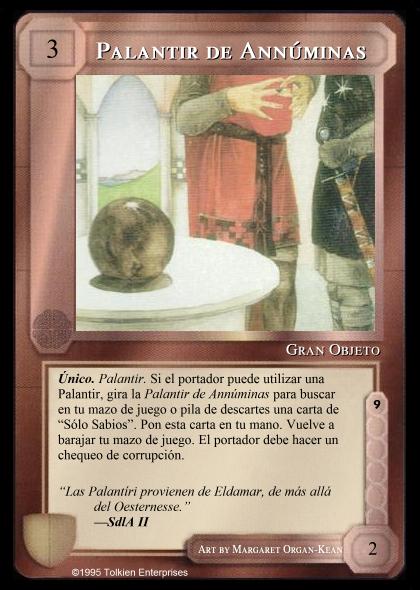 3
PALANTIR DE ANNÚMINAS
GRAN OBJETO
Único. Palantir. Si el portador puede utilizar una
Palantir, gira la Palantir de Annúminas para buscar
en tu mazo de juego o pila de descartes una carta de
“Sólo Sabios”. Pon esta carta en tu mano. Vuelve a
barajar tu mazo de juego. El portador debe hacer un
chequeo de corrupción.
9
“Las Palantíri provienen de Eldamar, de más allá
del Oesternesse.”
—SdlA II
ART BY MARGARET ORGAN-KEAN
2
©1995 Tolkien Enterprises